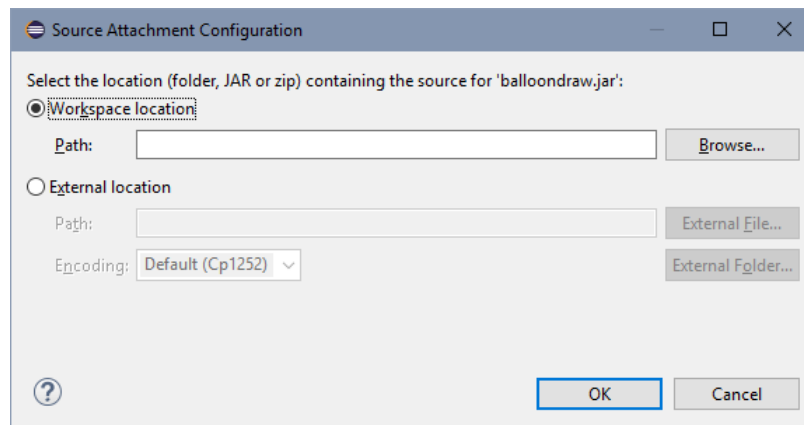 Source Attachment Configuration
Select the location (folder, JAR or zip) containing the source for 'balloondraw.jar':
Workspace location
Path:
Browse...
External location
Path:
External File...
Encoding: Default (Cp1252)
External Folder...
?
OK
Cancel